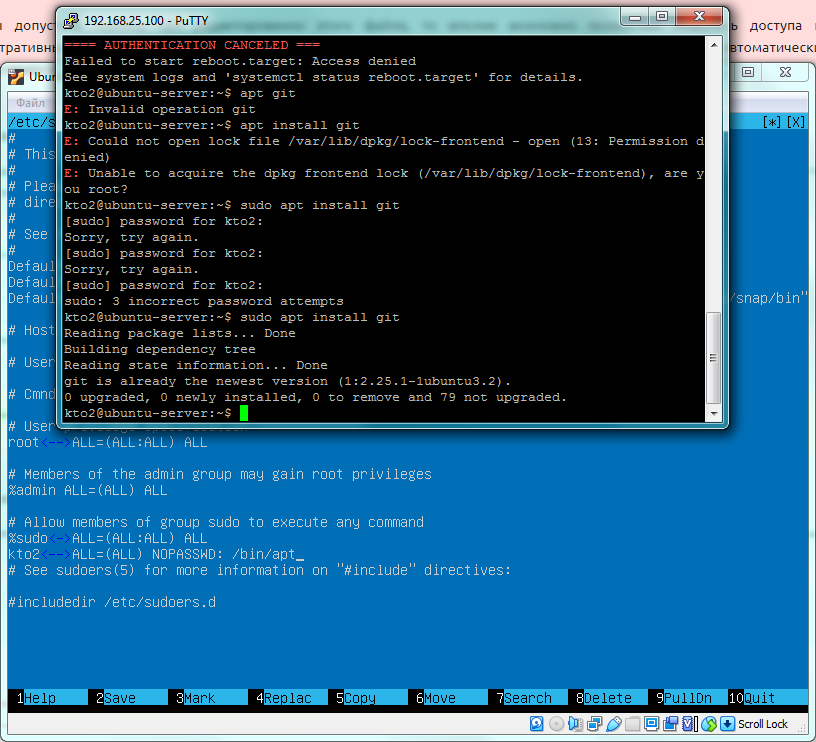 допус
ь доступа
тративны
втоматически
192.168.25.100 - PuTTY
==== AUTHENTICATION CANCELED ===
Failed to start reboot.target: Access denied
See system logs and 'systemctl status reboot.target' for details.
kto2@ubuntu-server:~$ apt git
E: Invalid operation git
kto2@ubuntu-server:~$ apt install git
E: Could not open lock file /var/lib/dpkg/lock-frontend - open (13: Permission d
enied)
E: Unable to acquire the dpkg frontend lock (/var/lib/dpkg/lock-frontend), are y
ou root?
kto2@ubuntu-server:~$ sudo apt install git
[sudo] password for kto2:
Sorry, try again.
[sudo] password for kto2:
Sorry, try again.
[sudo] password for kto2:
sudo: 3 incorrect password attempts
kto2@ubuntu-server:~$ sudo apt install git
Reading package lists... Done
Building dependency tree
Reading state information... Done
git is already the newest version (1:2.25.1-1ubuntu3.2).
0 upgraded, 0 newly installed, 0 to remove and 79 not upgraded.
kto2@ubuntu-server:~$
Ubun
Файл
/etc/s [*][X]
#
# This
#
# Plea
# dire
#
# See
#
Defaul
Defaul
Defaul /snap/bin"
# Host
# User
# Cmnd
# User
root<-->ALL=(ALL:ALL) ALL
# Members of the admin group may gain root privileges
%admin ALL=(ALL) ALL
# Allow members of group sudo to execute any command
%sudo<->ALL=(ALL:ALL) ALL
kto2<-->ALL=(ALL) NOPASSWD: /bin/apt_
# See sudoers(5) for more information on "#include" directives:
#includedir /etc/sudoers.d
1Help 2Save 3Mark 4Replac 5Copy 6Move 7Search 8Delete 9PullDn 10Quit
Scroll Lock